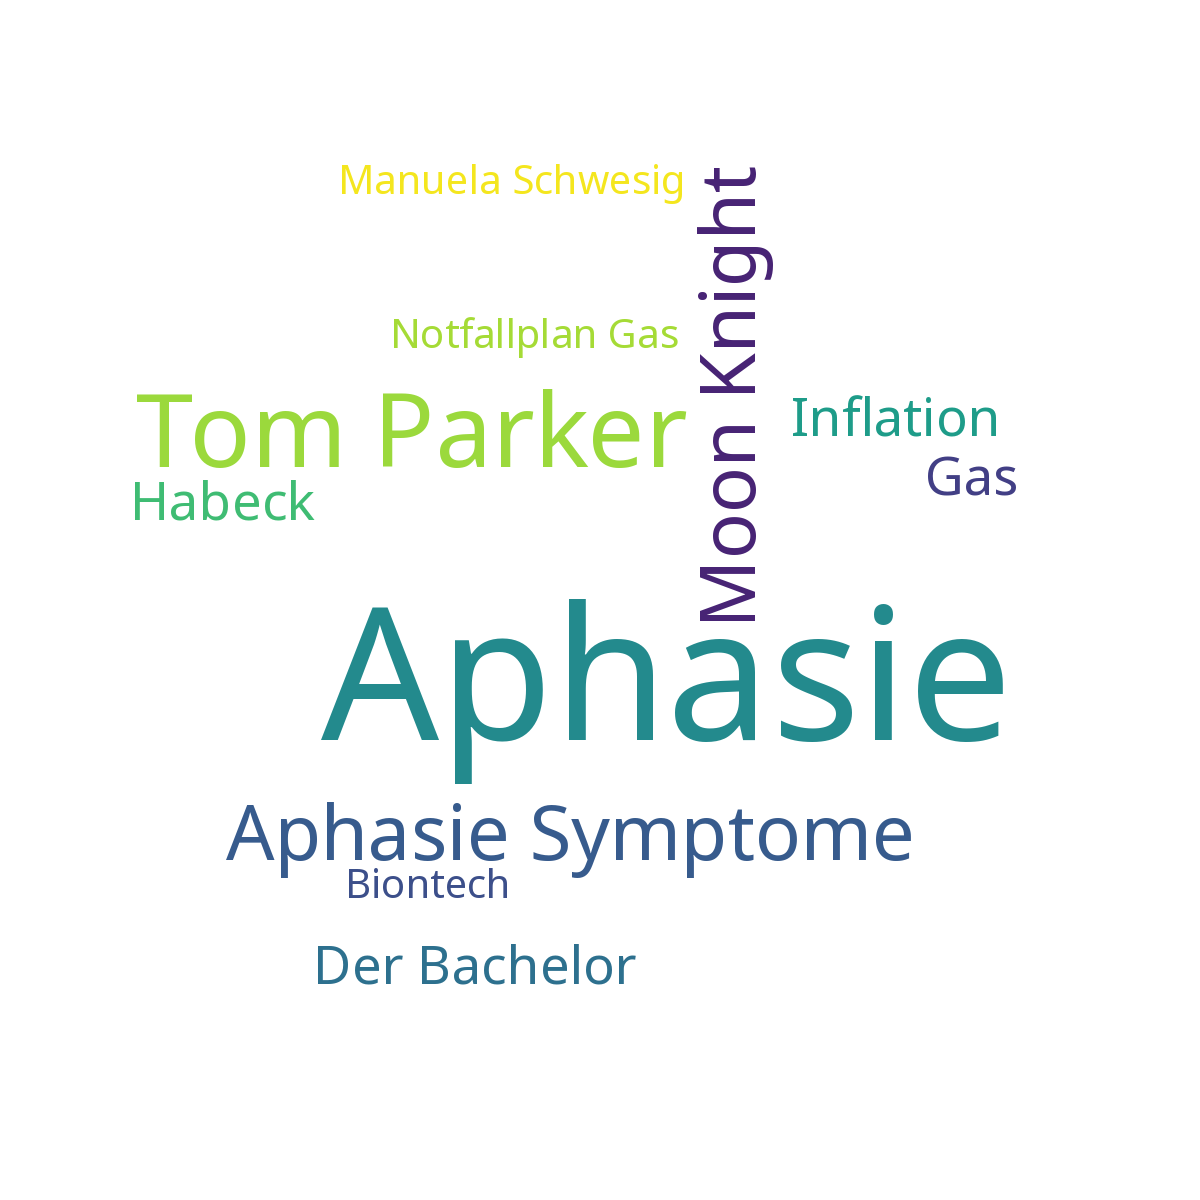 Manuela Schwesig
Moon Knight
Notfallplan Gas
Tom Parker
Inflation
Gas
Habeck
Aphasie
Aphasie Symptome
Biontech
Der Bachelor